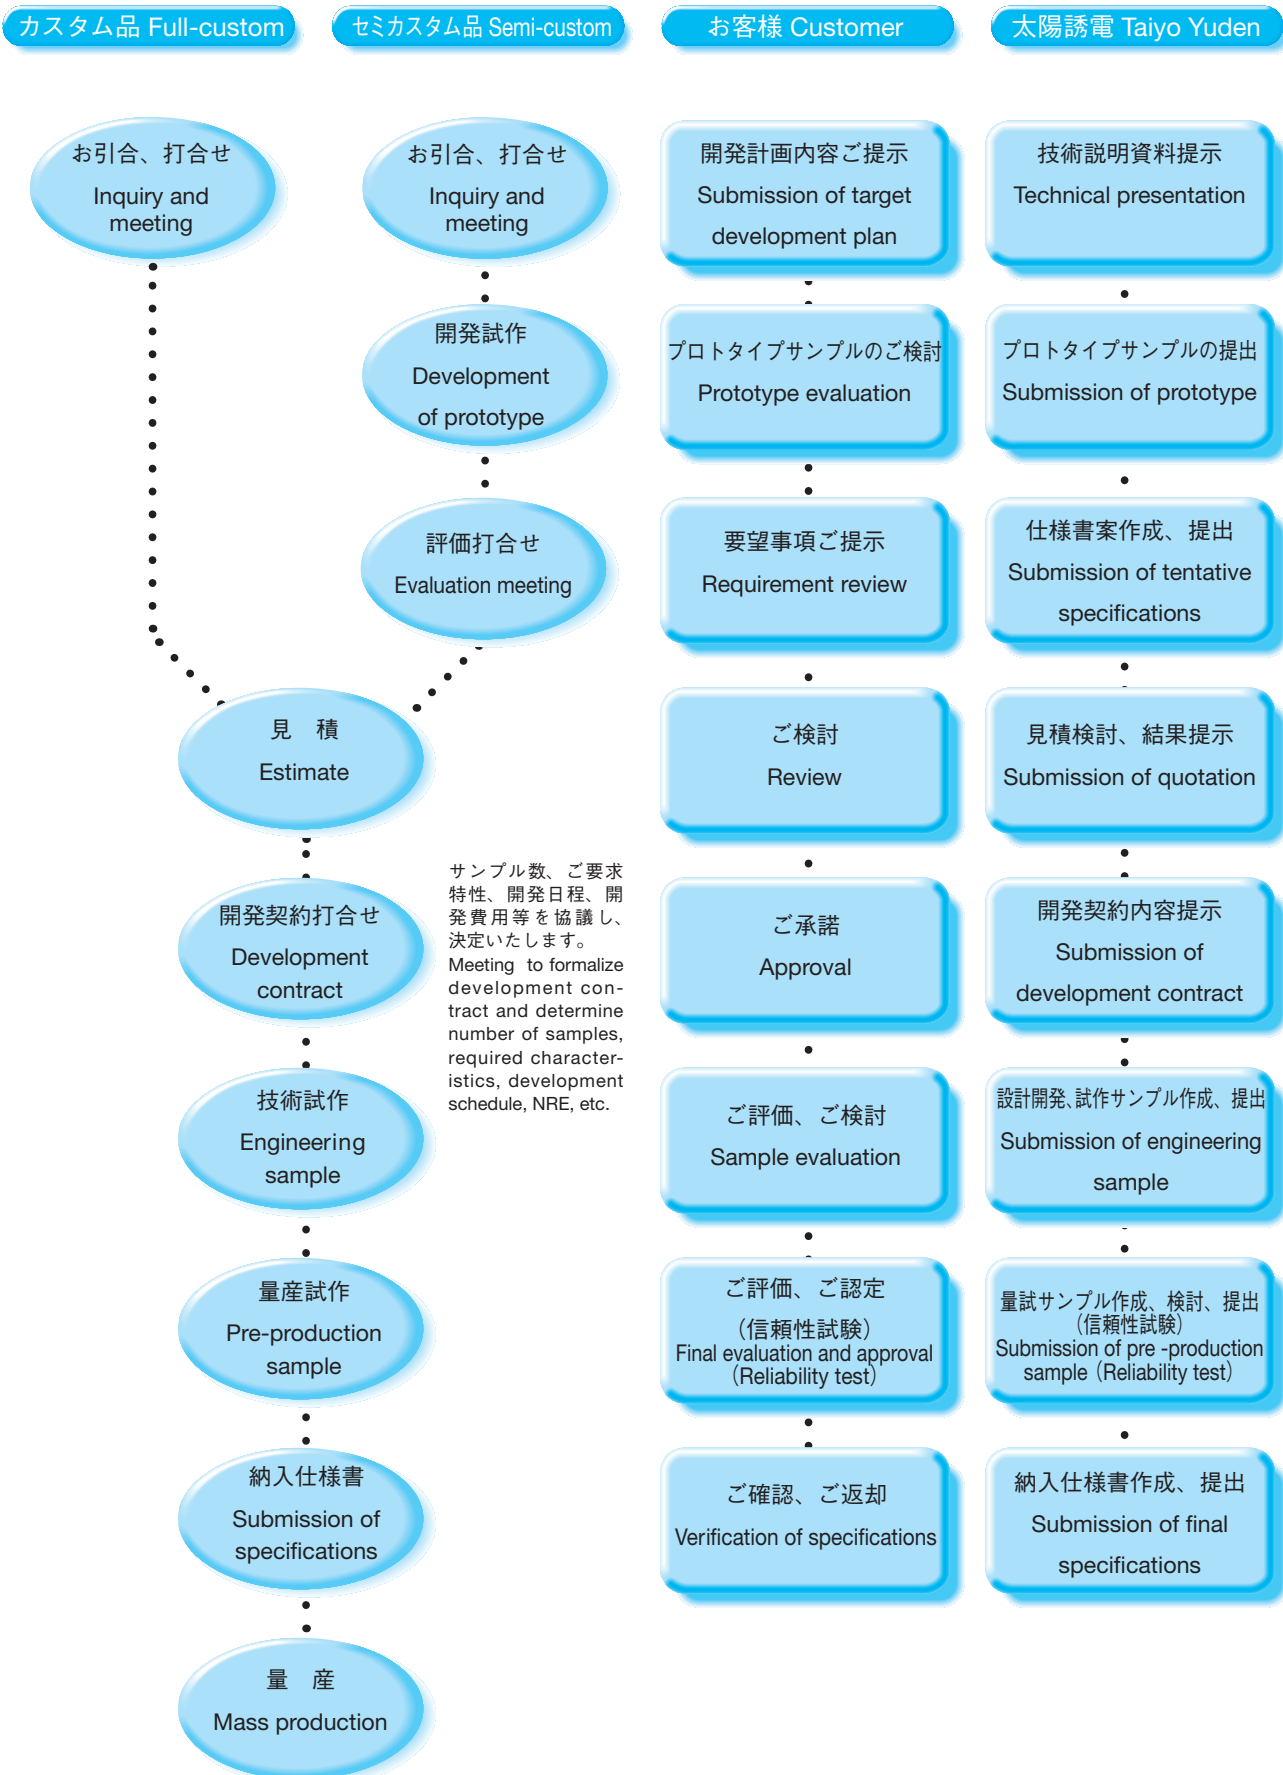 カスタム品 Full-custom
セミカスタム品 Semi-custom
お客様 Customer
太陽誘電 Taiyo Yuden
お引合、打合せ
Inquiry and
meeting
お引合、打合せ
Inquiry and
meeting
開発計画内容ご提示
Submission of target
development plan
技術説明資料提示
Technical presentation
開発試作
Development
of prototype
プロトタイプサンプルのご検討
Prototype evaluation
プロトタイプサンプルの提出
Submission of prototype
評価打合せ
Evaluation meeting
要望事項ご提示
Requirement review
仕様書案作成、提出
Submission of tentative
specifications
見 積
Estimate
ご検討
Review
見積検討、結果提示
Submission of quotation
開発契約打合せ
Development
contract
サンプル数、ご要求
特性、開発日程、開
発費用等を協議し、
決定いたします。
Meeting to formalize
development con-
tract and determine
number of samples,
required character-
istics, development
schedule, NRE, etc.
ご承諾
Approval
開発契約内容提示
Submission of
development contract
技術試作
Engineering
sample
ご評価、ご検討
Sample evaluation
設計開発、試作サンプル作成、提出
Submission of engineering
sample
量産試作
Pre-production
sample
ご評価、ご認定
(信頼性試験)
Final evaluation and approval
(Reliability test)
量試サンプル作成、検討、提出
(信頼性試験)
Submission of pre -production
sample (Reliability test)
納入仕様書
Submission of
specifications
ご確認、ご返却
Verification of specifications
納入仕様書作成、提出
Submission of final
specifications
量 産
Mass production